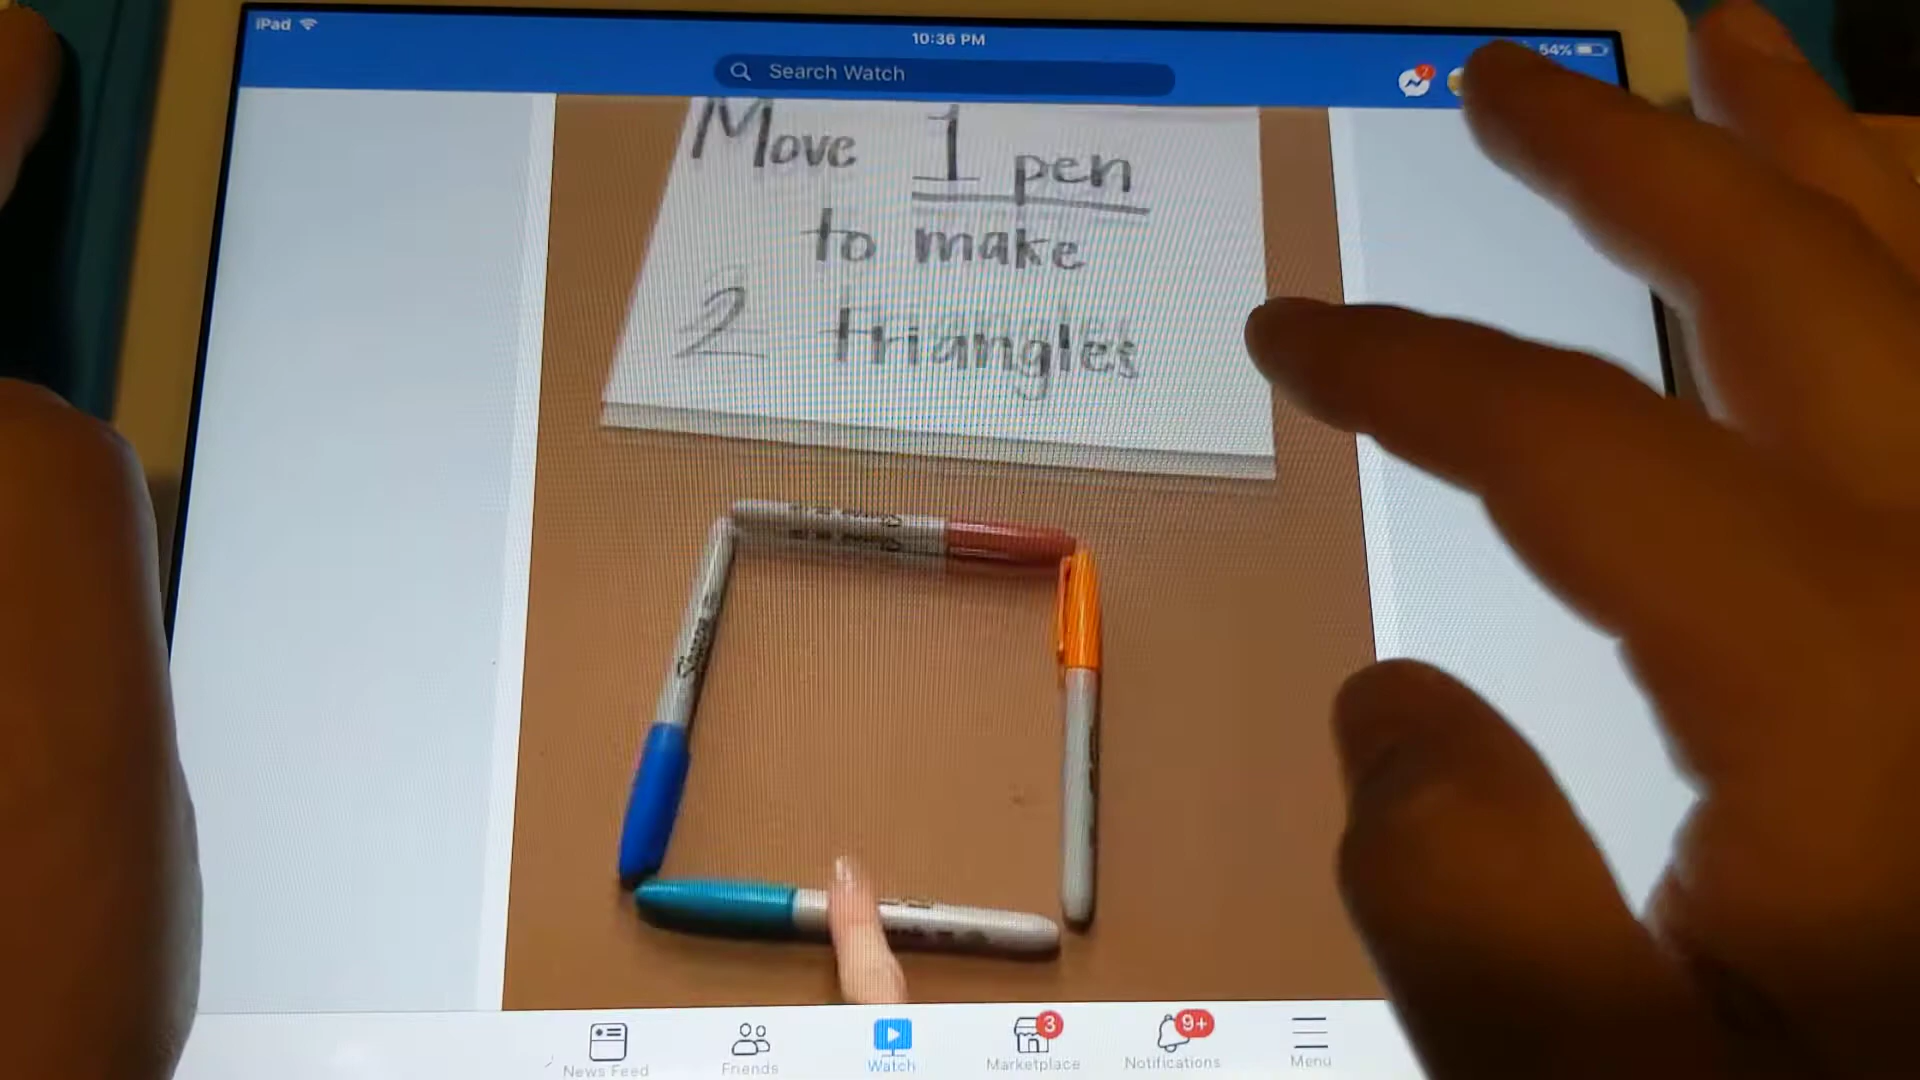 iPad
10:36 PM
54%
Search Watch
2
Move 1 pen
to make
2 triangles
3
9+
News Feed
Friends
Watch
Marketplace
Notifications
Menu